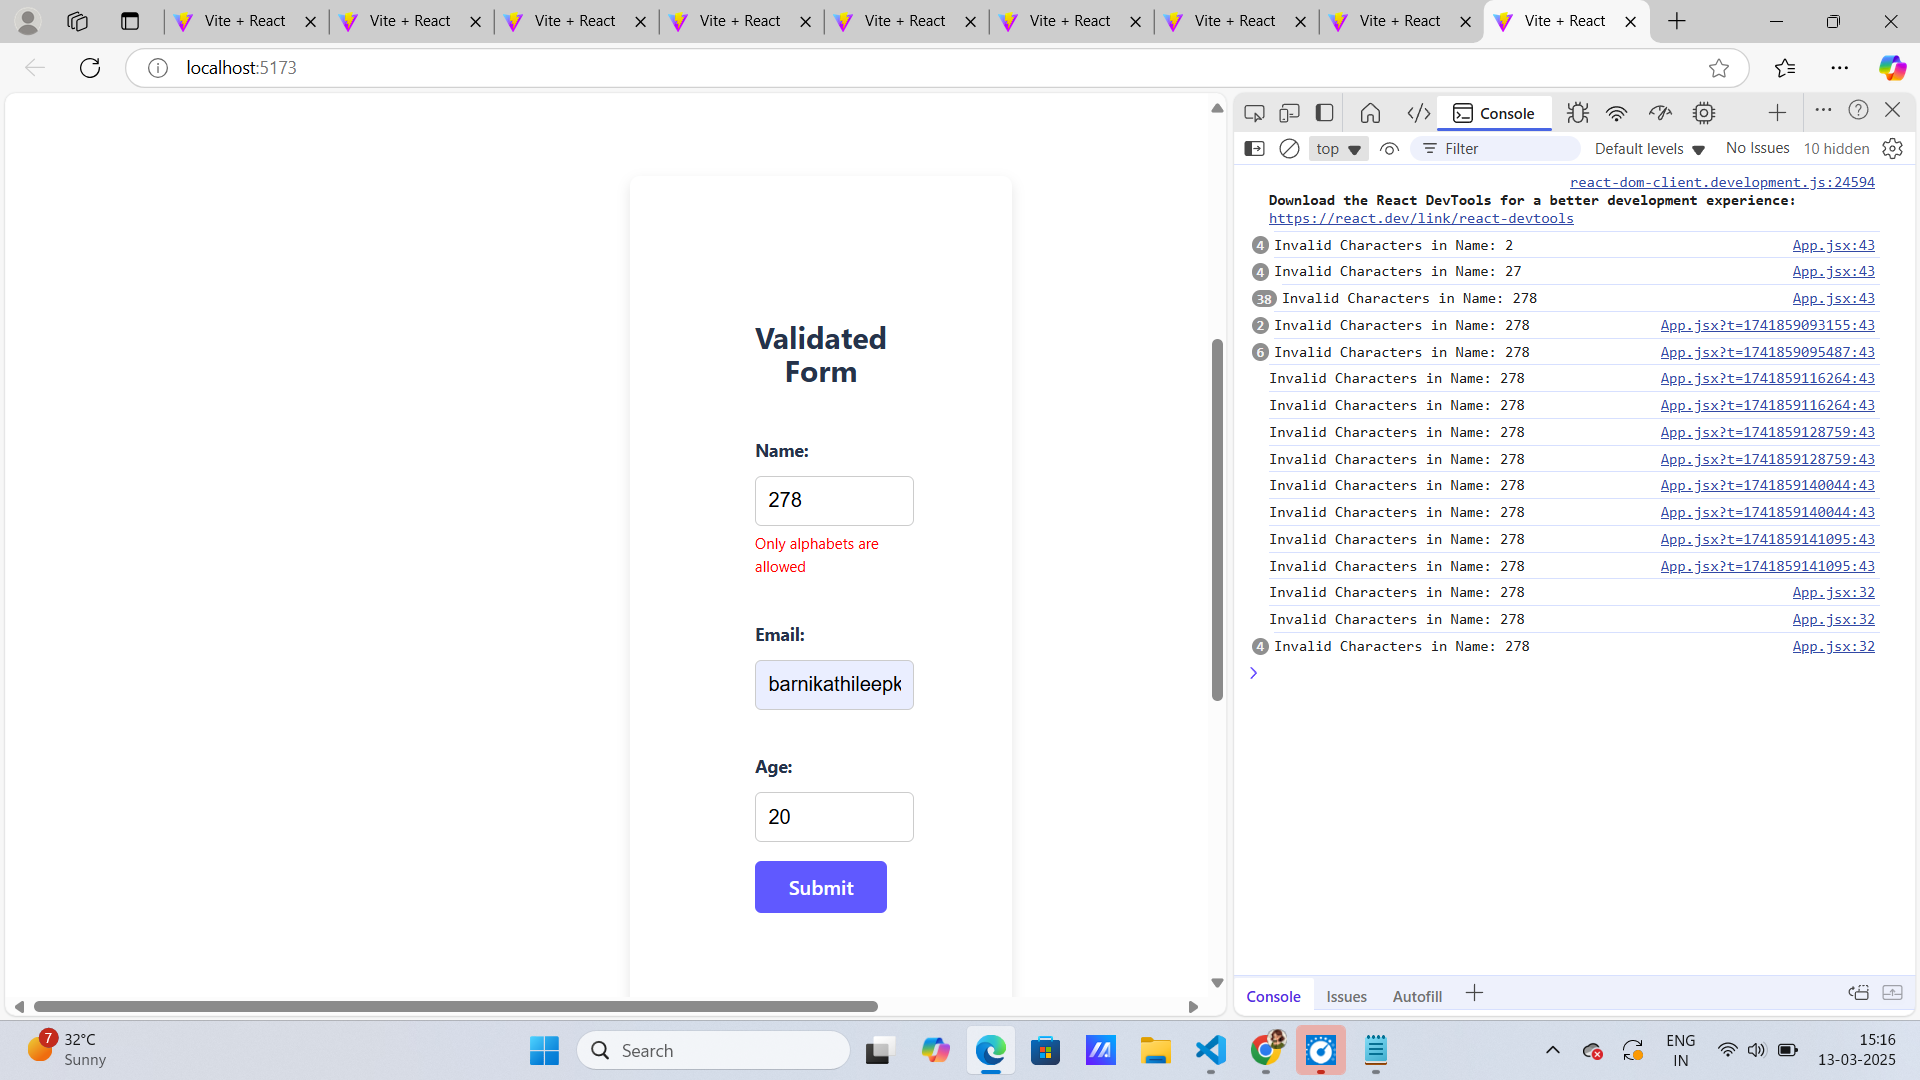 Vite + React
Vite + React
Vite + React
Vite + React
Vite + React
Vite + React
Vite + React
Vite + React
Vite + React
localhost:5173
Validated
Form
Name:
278
Only alphabets are
allowed
Email:
barnikathileepk
Age:
20
Submit
Console
top
Filter
Default levels
No Issues
10 hidden
react-dom-client.development.js:24594
Download the React DevTools for a better development experience:
https://react.dev/link/react-devtools
4 Invalid Characters in Name: 2 App.jsx:43
4 Invalid Characters in Name: 27 App.jsx:43
38 Invalid Characters in Name: 278 App.jsx:43
2 Invalid Characters in Name: 278 App.jsx?t=1741859093155:43
6 Invalid Characters in Name: 278 App.jsx?t=1741859095487:43
Invalid Characters in Name: 278 App.jsx?t=1741859116264:43
Invalid Characters in Name: 278 App.jsx?t=1741859116264:43
Invalid Characters in Name: 278 App.jsx?t=1741859128759:43
Invalid Characters in Name: 278 App.jsx?t=1741859128759:43
Invalid Characters in Name: 278 App.jsx?t=1741859140044:43
Invalid Characters in Name: 278 App.jsx?t=1741859140044:43
Invalid Characters in Name: 278 App.jsx?t=1741859141095:43
Invalid Characters in Name: 278 App.jsx?t=1741859141095:43
Invalid Characters in Name: 278 App.jsx:32
Invalid Characters in Name: 278 App.jsx:32
4 Invalid Characters in Name: 278 App.jsx:32
Console
Issues
Autofill
7
32°C
Sunny
Search
ENG
IN
15:16
13-03-2025